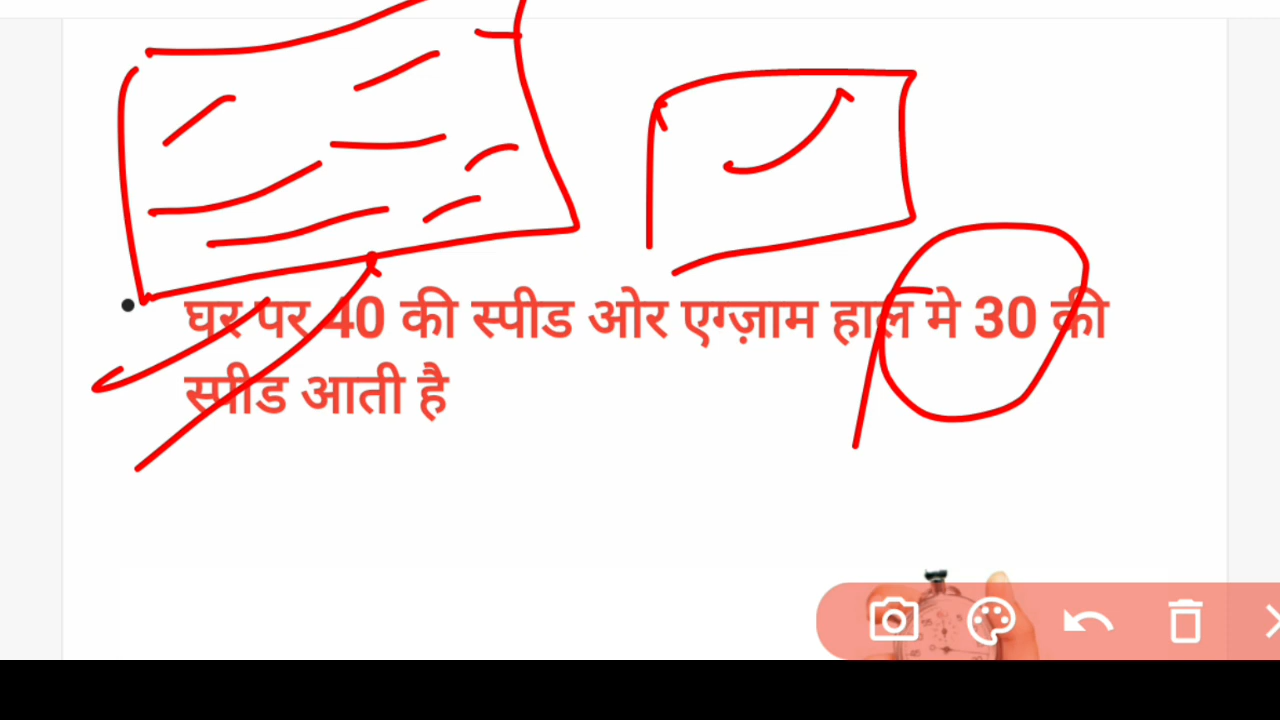 घर पर 40 की स्पीड ओर एग्ज़ाम हाल मे 30 की
स्पीड आती है